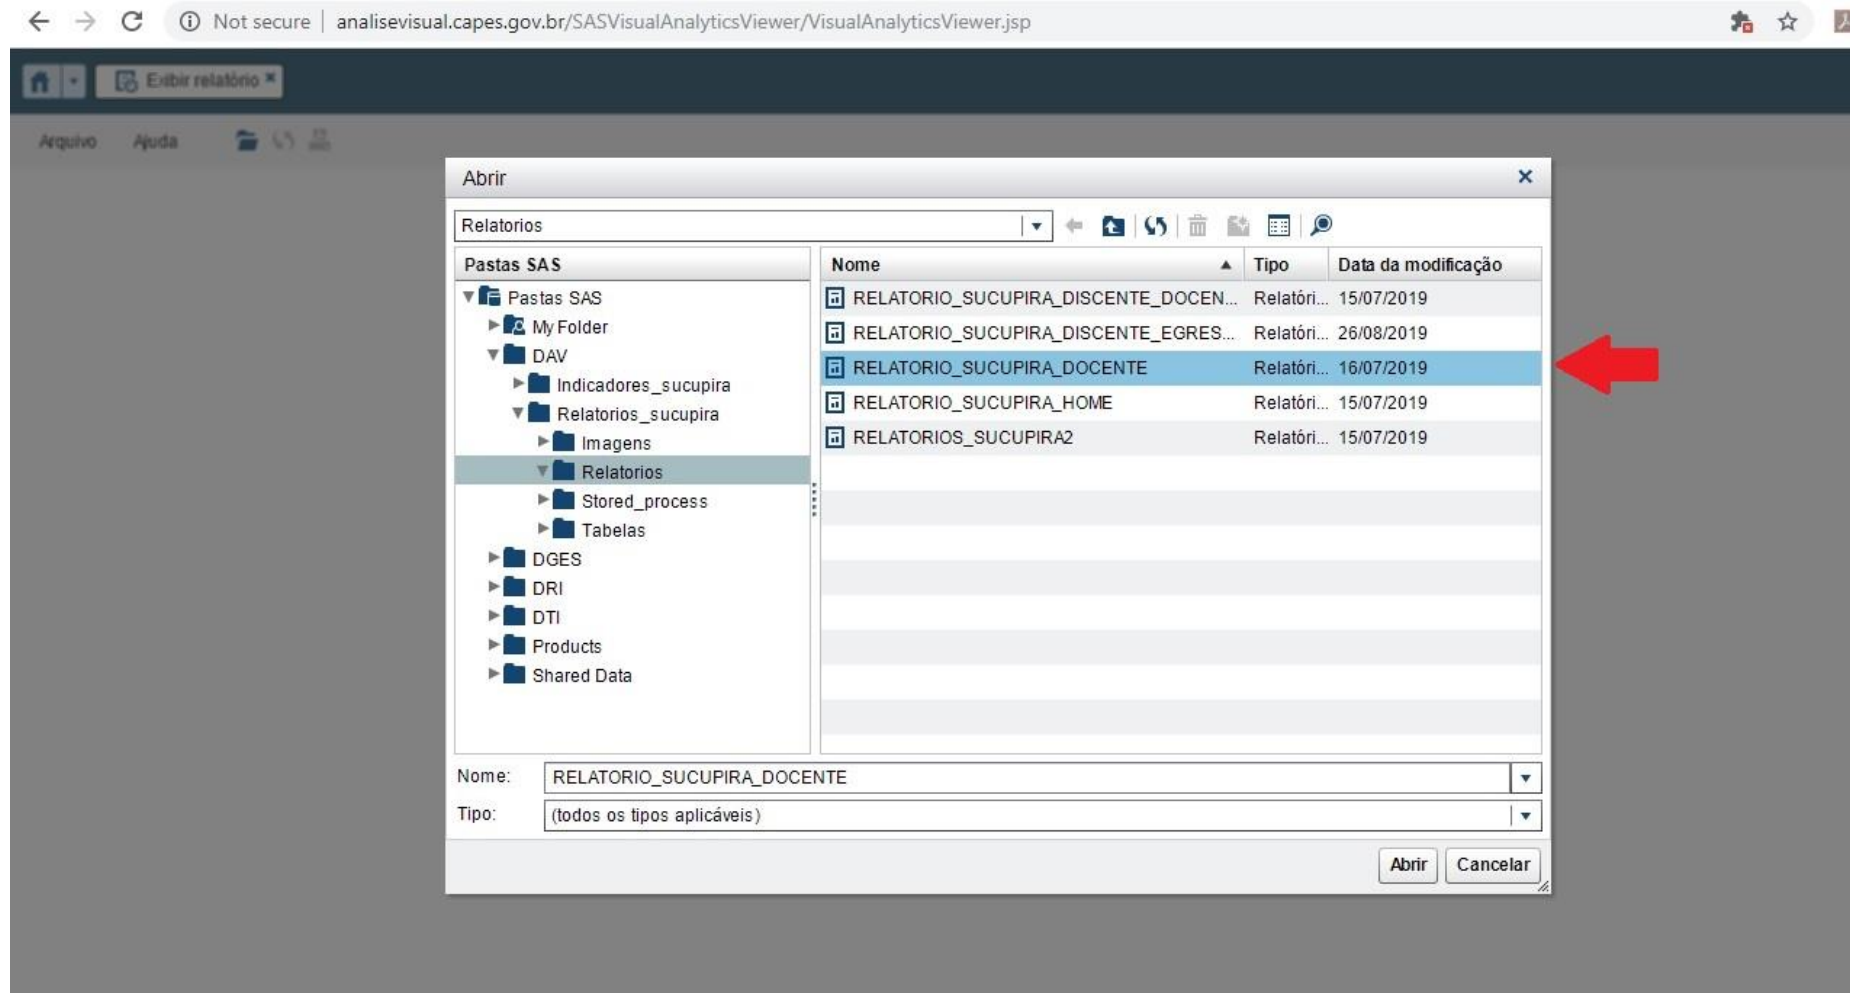 Not secure | analisevisual.capes.gov.br/SASVisualAnalyticsViewer/VisualAnalyticsViewer.jsp
Exibir relatório
Arquivo Ajuda
Abrir
Relatorios
Pastas SAS
Pastas SAS
My Folder
DAV
Indicadores_sucupira
Relatorios_sucupira
Imagens
Relatorios
Stored_process
Tabelas
DGES
DRI
DTI
Products
Shared Data
Nome Tipo Data da modificação
RELATORIO_SUCUPIRA_DISCENTE_DOCEN... Relatóri... 15/07/2019
RELATORIO_SUCUPIRA_DISCENTE_EGRES... Relatóri... 26/08/2019
RELATORIO_SUCUPIRA_DOCENTE Relatóri... 16/07/2019
RELATORIO_SUCUPIRA_HOME Relatóri... 15/07/2019
RELATORIOS_SUCUPIRA2 Relatóri... 15/07/2019
Nome: RELATORIO_SUCUPIRA_DOCENTE
Tipo: (todos os tipos aplicáveis)
Abrir Cancelar